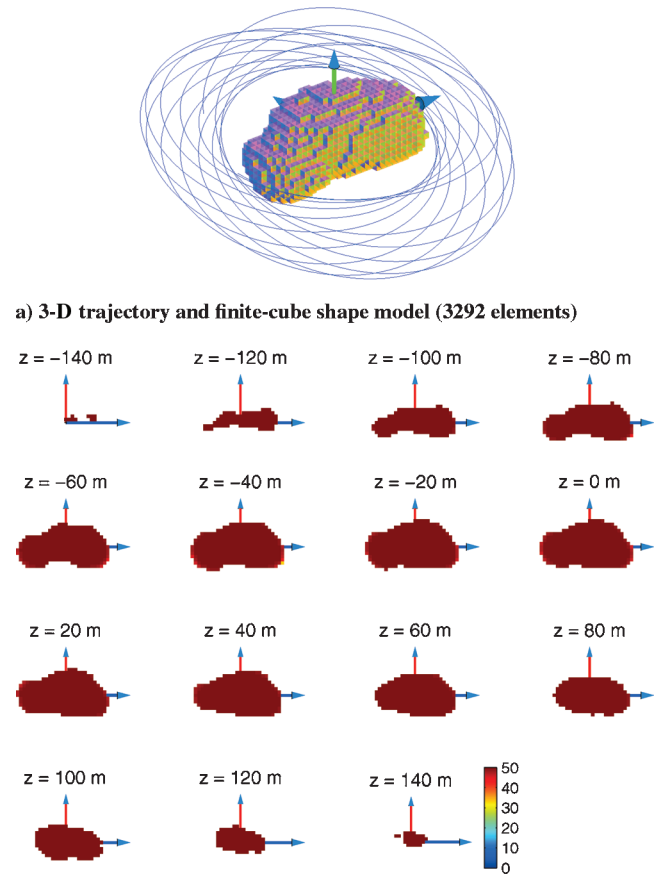 a) 3-D trajectory and finite-cube shape model (3292 elements)
z = −140 m
z = −120 m
z = −100 m
z = −80 m
z = −60 m
z = −40 m
z = −20 m
z = 0 m
z = 20 m
z = 40 m
z = 60 m
z = 80 m
z = 100 m
z = 120 m
z = 140 m
50
40
30
20
10
0